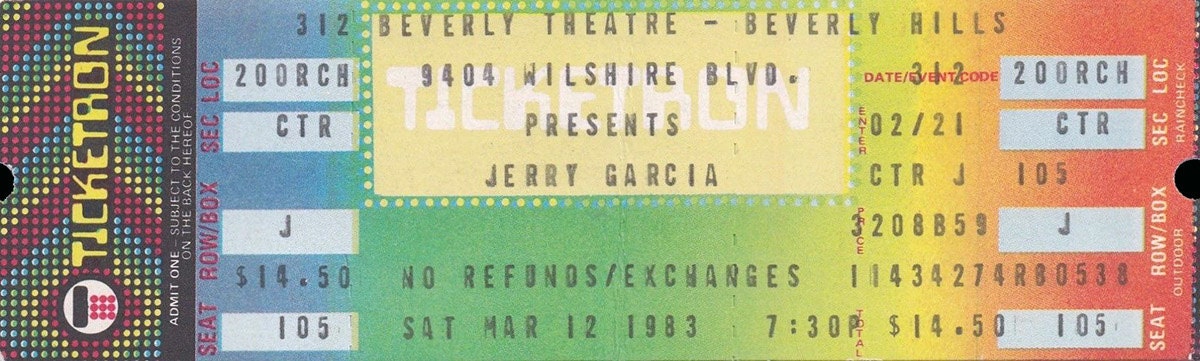 TICKETRON
ADMIT ONE – SUBJECT TO THE CONDITIONS
ON THE BACK HEREOF
SEC LOC
ROW/BOX
SEAT
312 BEVERLY THEATRE - BEVERLY HILLS
200RCH 9404 WILSHIRE BLVD. 312 200RCH
TICKETRON
DATE/EVENT/CODE
CTR PRESENTS 02/21 CTR
ENTER
JERRY GARCIA CTR J 105
J 3208B59 J
PRICE
$14.50 NO REFUNDS/EXCHANGES 11434274R80538
105 SAT MAR 12 1983 7:30P $14.50 105
TOTAL
SEC LOC
ROW/BOX
SEAT
RAINCHECK
OUTDOOR